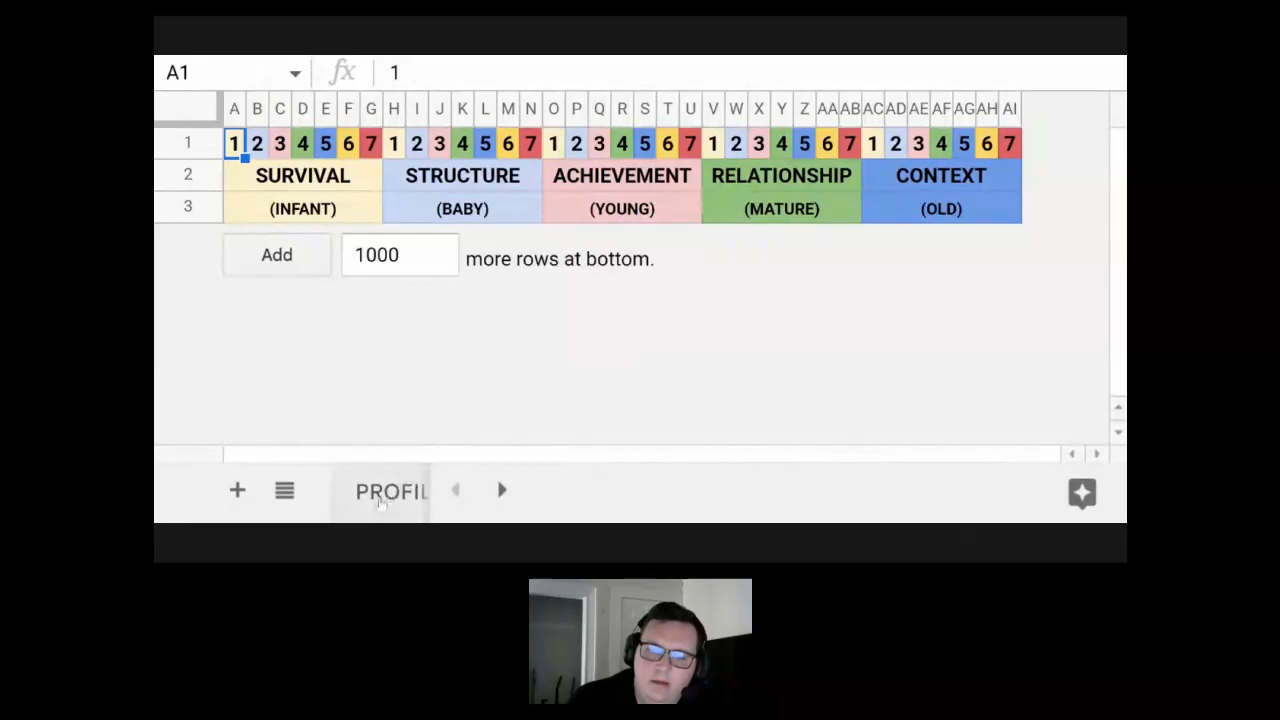 A1 fx 1
A B C D E F G H I J K L M N O P Q R S T U V W X Y Z AA AB AC AD AE AF AG AH AI
1 1 2 3 4 5 6 7 1 2 3 4 5 6 7 1 2 3 4 5 6 7 1 2 3 4 5 6 7 1 2 3 4 5 6 7
2 SURVIVAL STRUCTURE ACHIEVEMENT RELATIONSHIP CONTEXT
3 (INFANT) (BABY) (YOUNG) (MATURE) (OLD)
Add 1000 more rows at bottom.
PROFIL